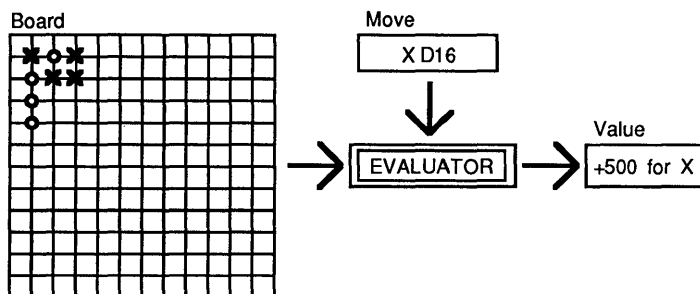 Board
Move
X D16
EVALUATOR
Value
+500 for X